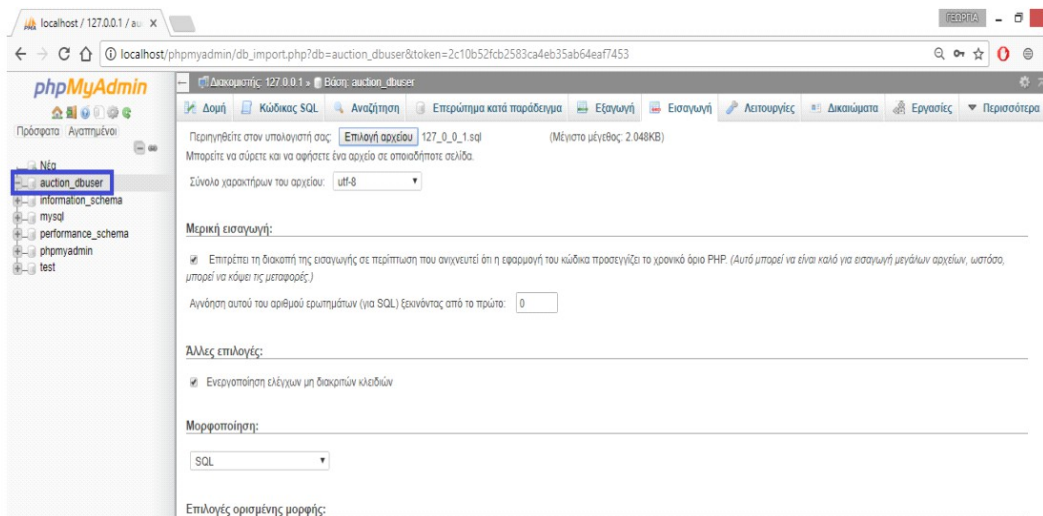 localhost / 127.0.0.1 / au
ΓΕΩΡΓΙΑ
localhost/phpmyadmin/db_import.php?db=auction_dbuser&token=2c10b52fcb2583ca4eb35ab64eaf7453
phpMyAdmin
Πρόσφατα Αγαπημένοι
Νέα
auction_dbuser
information_schema
mysql
performance_schema
phpmyadmin
test
Διακομιστής: 127.0.0.1 » Βάση: auction_dbuser
Δομή Κώδικας SQL Αναζήτηση Επερώτημα κατά παράδειγμα Εξαγωγή Εισαγωγή Λειτουργίες Δικαιώματα Εργασίες Περισσότερα
Περιηγηθείτε στον υπολογιστή σας: Επιλογή αρχείου 127_0_0_1.sql (Μέγιστο μέγεθος: 2.048KB)
Μπορείτε να σύρετε και να αφήσετε ένα αρχείο σε οποιαδήποτε σελίδα.
Σύνολο χαρακτήρων του αρχείου: utf-8
Μερική εισαγωγή:
Επιτρέπει τη διακοπή της εισαγωγής σε περίπτωση που ανιχνευτεί ότι η εφαρμογή του κώδικα προσεγγίζει το χρονικό όριο PHP. (Αυτό μπορεί να είναι καλό για εισαγωγή μεγάλων αρχείων, ωστόσο,
μπορεί να κόψει τις μεταφορές.)
Αγνόηση αυτού του αριθμού ερωτημάτων (για SQL) ξεκινόντας από το πρώτο: 0
Άλλες επιλογές:
Ενεργοποίηση ελέγχων μη διακριτών κλειδιών
Μορφοποίηση:
SQL
Επιλογές ορισμένης μορφής: